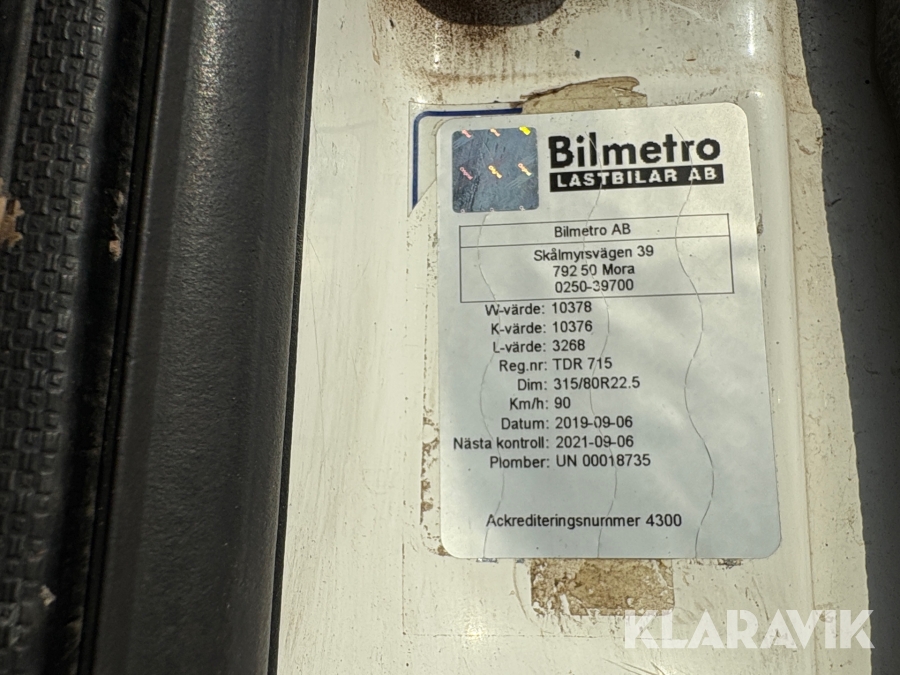 Bilmetro
LASTBILAR AB
Bilmetro AB
Skålmyrsvägen 39
792 50 Mora
0250-39700
W-värde: 10378
K-värde: 10376
L-värde: 3268
Reg.nr: TDR 715
Dim: 315/80R22.5
Km/h: 90
Datum: 2019-09-06
Nästa kontroll: 2021-09-06
Plomber: UN 00018735
Ackrediteringsnummer 4300
KLARAVIK